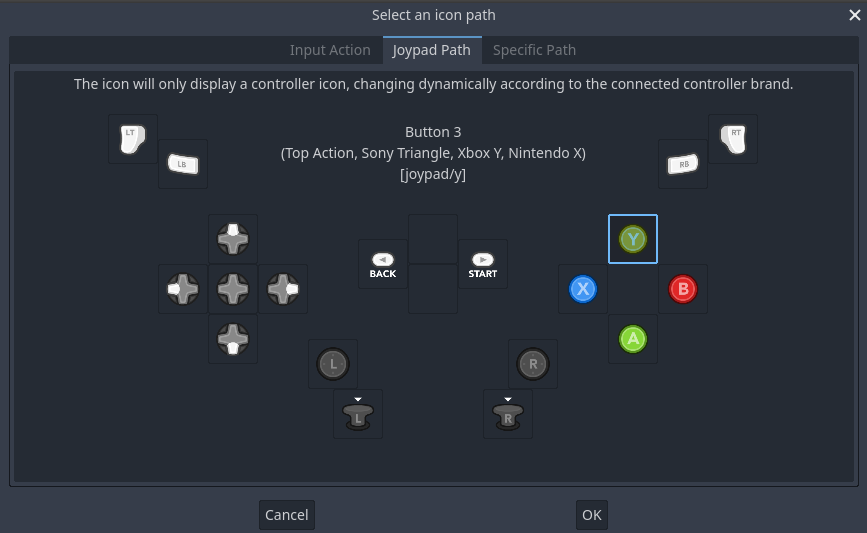 Select an icon path
Input Action Joypad Path Specific Path
The icon will only display a controller icon, changing dynamically according to the connected controller brand.
LT
LB
Button 3
(Top Action, Sony Triangle, Xbox Y, Nintendo X)
[joypad/y]
RT
RB
BACK
START
Y
X
B
A
L
R
L
R
Cancel OK